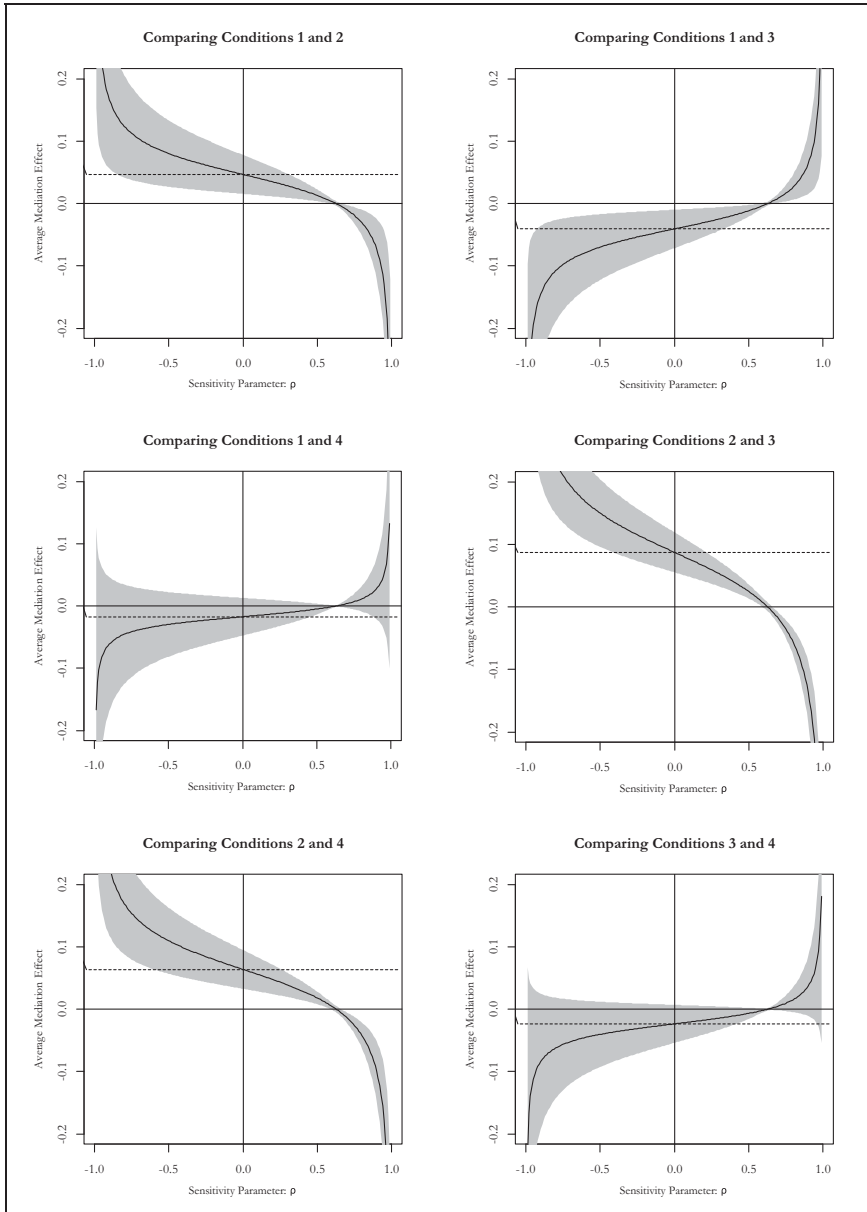 Comparing Conditions 1 and 2
Average Mediation Effect
0.2
0.1
0.0
-0.1
-0.2
-1.0 -0.5 0.0 0.5 1.0
Sensitivity Parameter: ρ
Comparing Conditions 1 and 3
Average Mediation Effect
0.2
0.1
0.0
-0.1
-0.2
-1.0 -0.5 0.0 0.5 1.0
Sensitivity Parameter: ρ
Comparing Conditions 1 and 4
Average Mediation Effect
0.2
0.1
0.0
-0.1
-0.2
-1.0 -0.5 0.0 0.5 1.0
Sensitivity Parameter: ρ
Comparing Conditions 2 and 3
Average Mediation Effect
0.2
0.1
0.0
-0.1
-0.2
-1.0 -0.5 0.0 0.5 1.0
Sensitivity Parameter: ρ
Comparing Conditions 2 and 4
Average Mediation Effect
0.2
0.1
0.0
-0.1
-0.2
-1.0 -0.5 0.0 0.5 1.0
Sensitivity Parameter: ρ
Comparing Conditions 3 and 4
Average Mediation Effect
0.2
0.1
0.0
-0.1
-0.2
-1.0 -0.5 0.0 0.5 1.0
Sensitivity Parameter: ρ